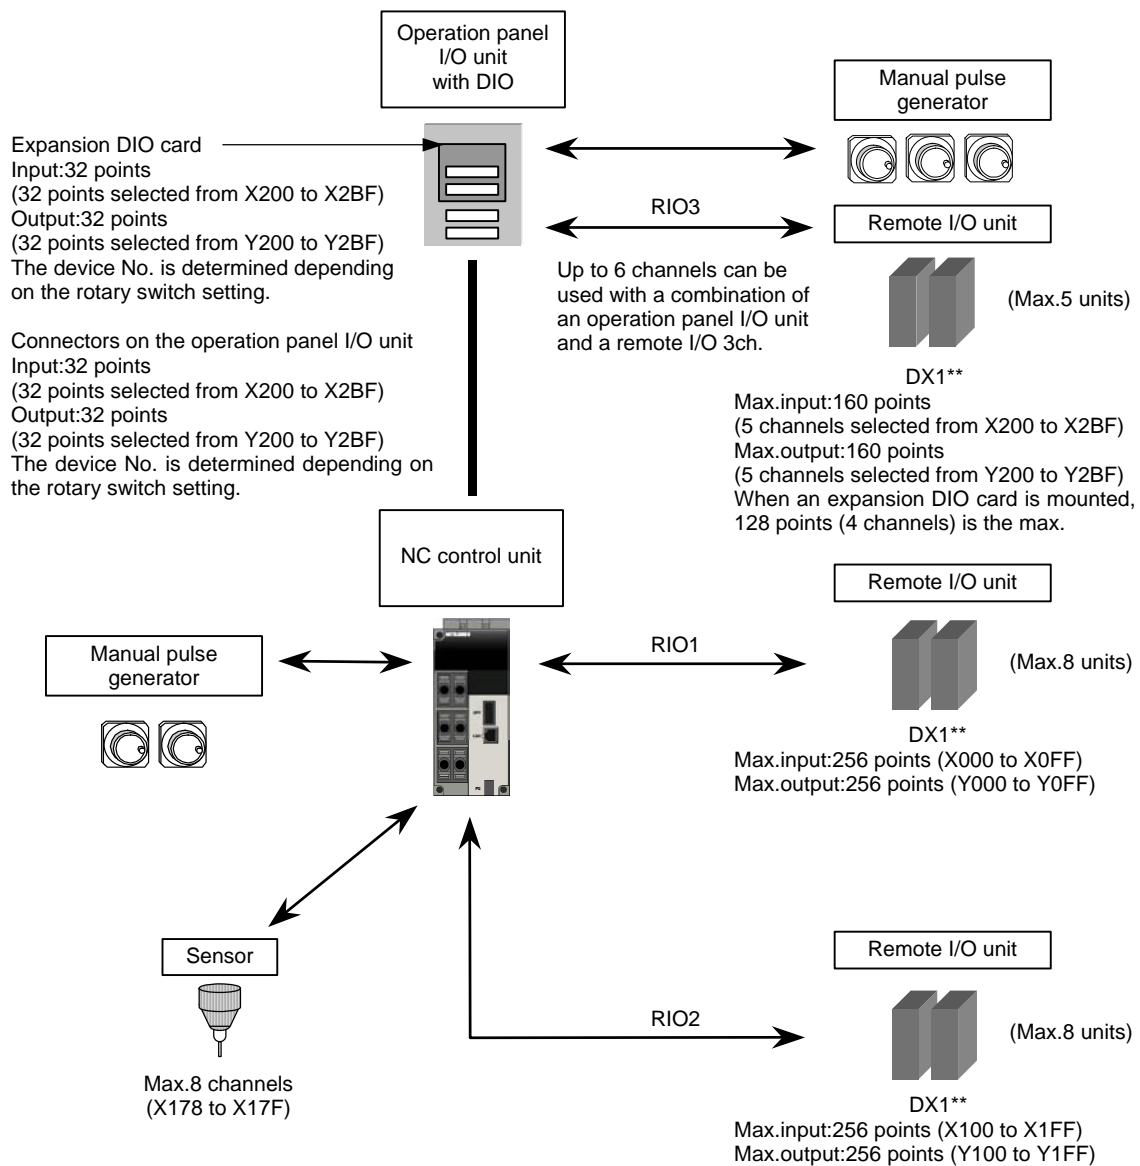 Operation panel
I/O unit
with DIO
Manual pulse
generator
Expansion DIO card
Input:32 points
(32 points selected from X200 to X2BF)
Output:32 points
(32 points selected from Y200 to Y2BF)
The device No. is determined depending
on the rotary switch setting.
RIO3
Remote I/O unit
Up to 6 channels can be
used with a combination of
an operation panel I/O unit
and a remote I/O 3ch.
(Max.5 units)
Connectors on the operation panel I/O unit
Input:32 points
(32 points selected from X200 to X2BF)
Output:32 points
(32 points selected from Y200 to Y2BF)
The device No. is determined depending on
the rotary switch setting.
DX1**
Max.input:160 points
(5 channels selected from X200 to X2BF)
Max.output:160 points
(5 channels selected from Y200 to Y2BF)
When an expansion DIO card is mounted,
128 points (4 channels) is the max.
NC control unit
Remote I/O unit
Manual pulse
generator
RIO1
(Max.8 units)
DX1**
Max.input:256 points (X000 to X0FF)
Max.output:256 points (Y000 to Y0FF)
Sensor
Max.8 channels
(X178 to X17F)
Remote I/O unit
RIO2
(Max.8 units)
DX1**
Max.input:256 points (X100 to X1FF)
Max.output:256 points (Y100 to Y1FF)